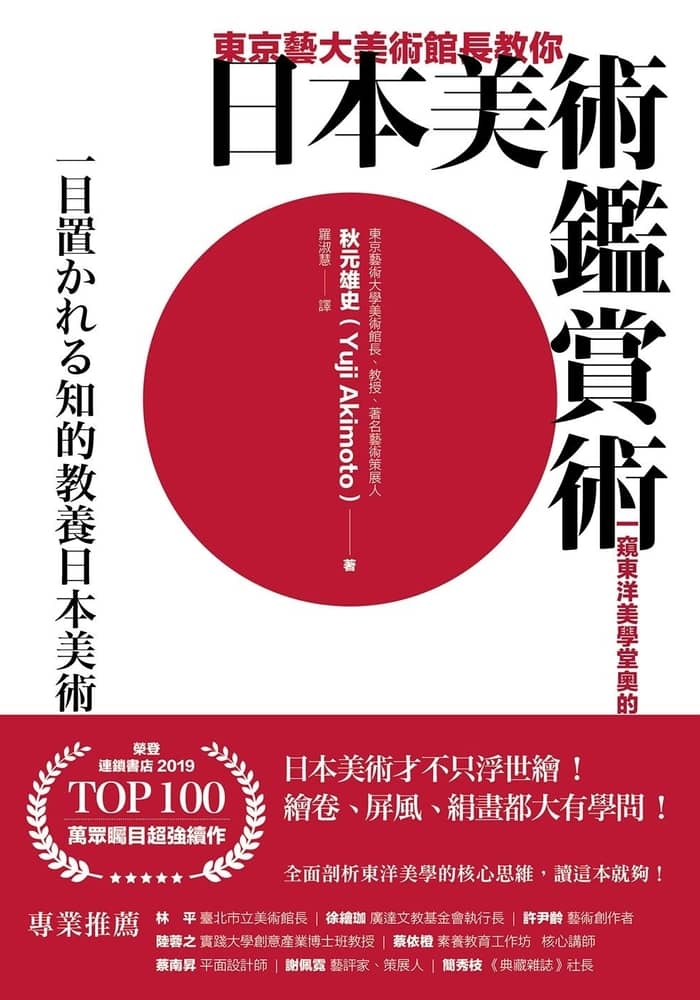 東京藝大美術館長教你
日本美術鑑賞術
一窺東洋美學堂奧的
東京藝術大學美術館長、教授、著名藝術策展人
秋元雄史（Yuji Akimoto）——著
羅淑慧——譯
一目置かれる知的教養日本美術
榮登
連鎖書店 2019
TOP 100
萬眾矚目超強續作
日本美術才不只浮世繪！
繪卷、屏風、絹畫都大有學問！
全面剖析東洋美學的核心思維，讀這本就夠！
專業推薦
林　平 臺北市立美術館長｜徐繪珈 廣達文教基金會執行長｜許尹齡 藝術創作者
陸蓉之 實踐大學創意產業博士班教授｜蔡依橙 素養教育工作坊 核心講師
蔡南昇 平面設計師｜謝佩霓 藝評家、策展人｜簡秀枝《典藏雜誌》社長